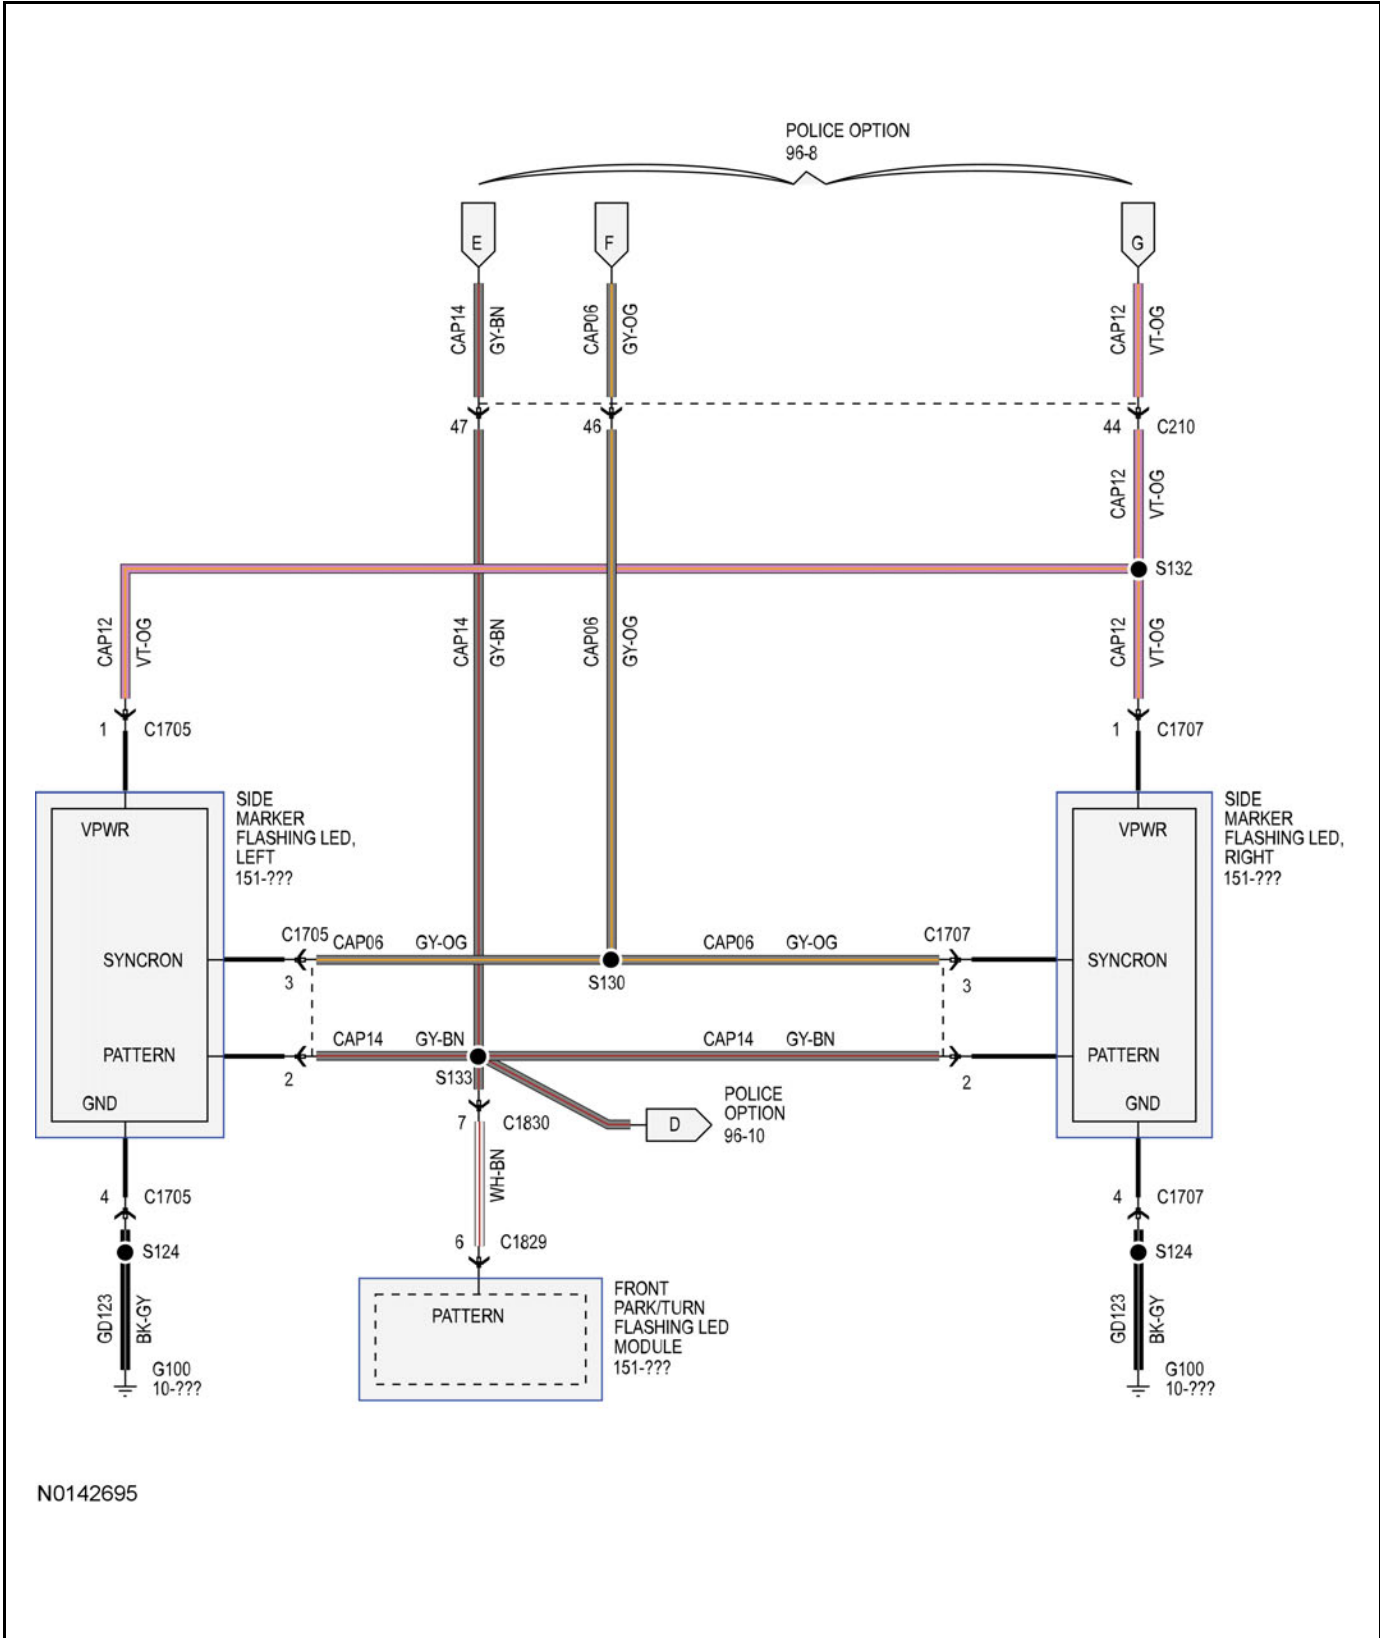 POLICE OPTION
96-8
E
F
G
CAP14
GY-BN
CAP06
GY-OG
CAP12
VT-OG
47
46
44
C210
CAP12
VT-OG
S132
CAP12
VT-OG
CAP14
GY-BN
CAP06
GY-OG
CAP12
VT-OG
1
C1705
1
C1707
SIDE
MARKER
FLASHING LED,
LEFT
151-???
VPWR
SYNCRON
PATTERN
GND
SIDE
MARKER
FLASHING LED,
RIGHT
151-???
VPWR
SYNCRON
PATTERN
GND
C1705
CAP06
GY-OG
CAP06
GY-OG
C1707
3
S130
3
CAP14
GY-BN
CAP14
GY-BN
2
S133
2
POLICE
OPTION
96-10
D
7
C1830
WH-BN
6
C1829
PATTERN
FRONT
PARK/TURN
FLASHING LED
MODULE
151-???
4
C1705
S124
GD123
BK-GY
G100
10-???
4
C1707
S124
GD123
BK-GY
G100
10-???
N0142695